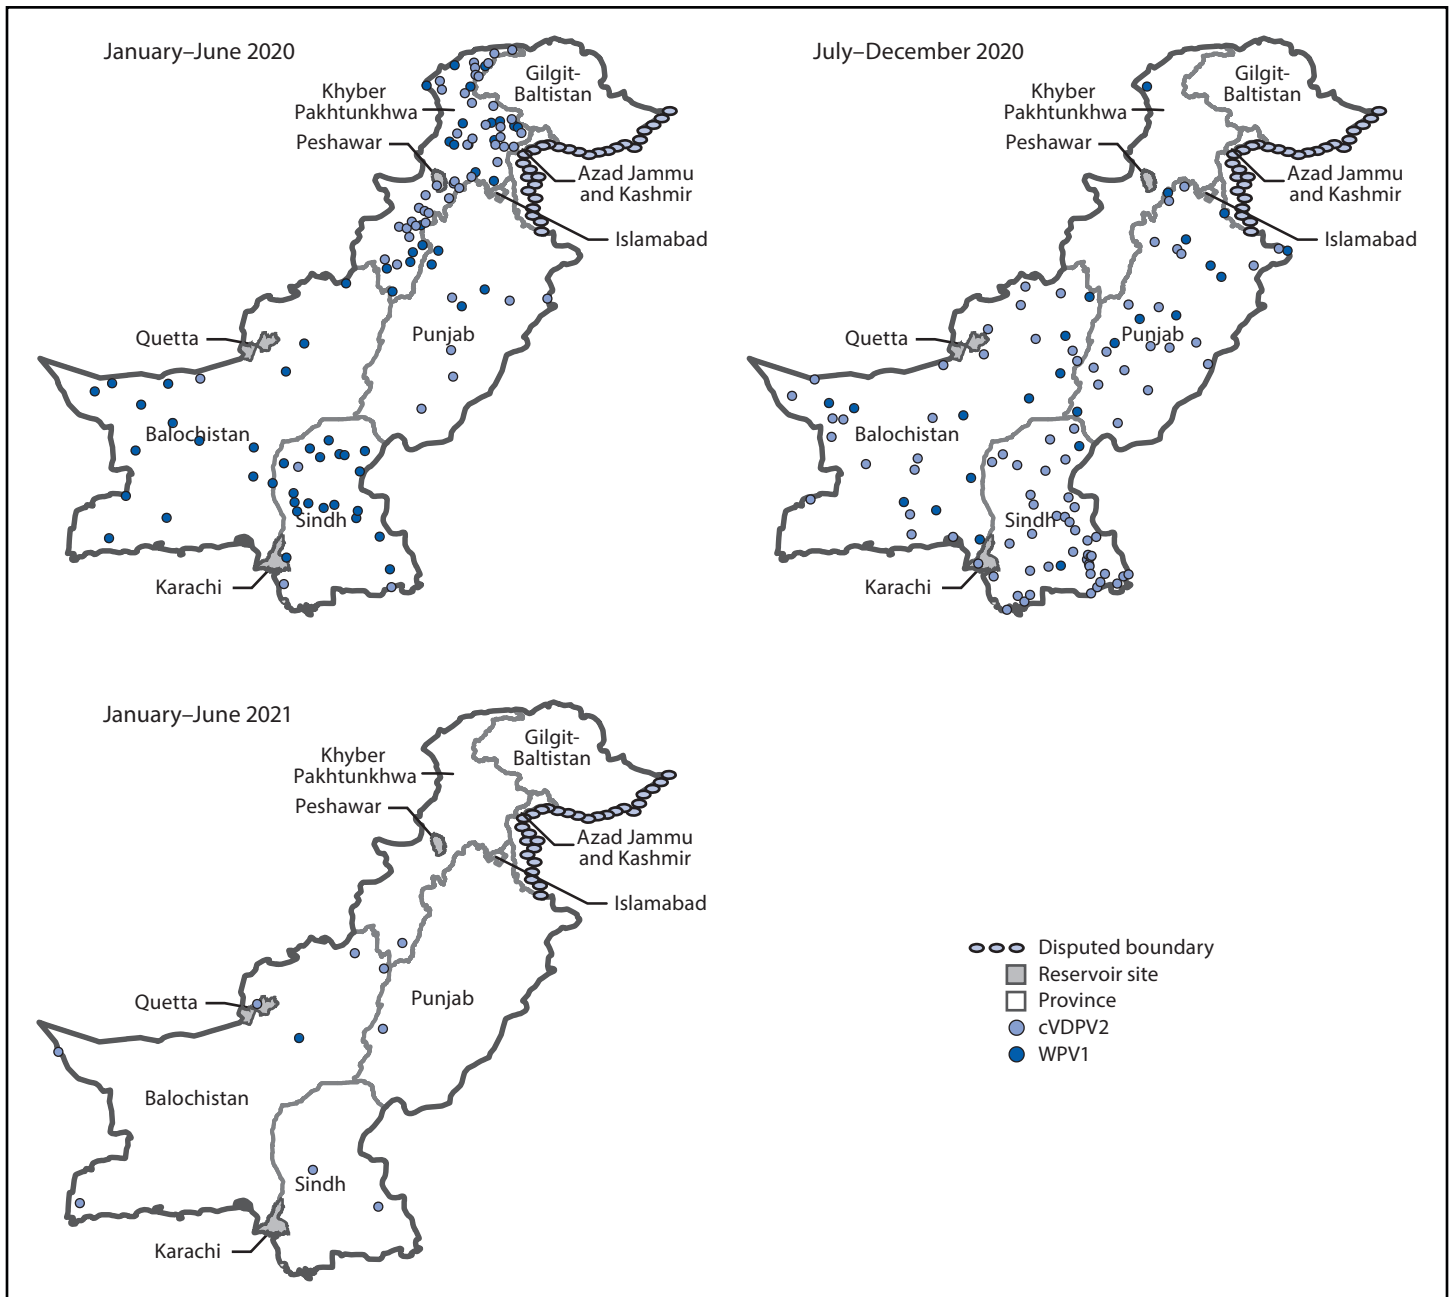 January–June 2020
Khyber
Pakhtunkhwa
Peshawar
Gilgit-
Baltistan
Azad Jammu
and Kashmir
Islamabad
Quetta
Punjab
Balochistan
Sindh
Karachi
July–December 2020
Khyber
Pakhtunkhwa
Peshawar
Gilgit-
Baltistan
Azad Jammu
and Kashmir
Islamabad
Quetta
Punjab
Balochistan
Sindh
Karachi
January–June 2021
Khyber
Pakhtunkhwa
Peshawar
Gilgit-
Baltistan
Azad Jammu
and Kashmir
Islamabad
Quetta
Punjab
Balochistan
Sindh
Karachi
Disputed boundary
Reservoir site
Province
cVDPV2
WPV1